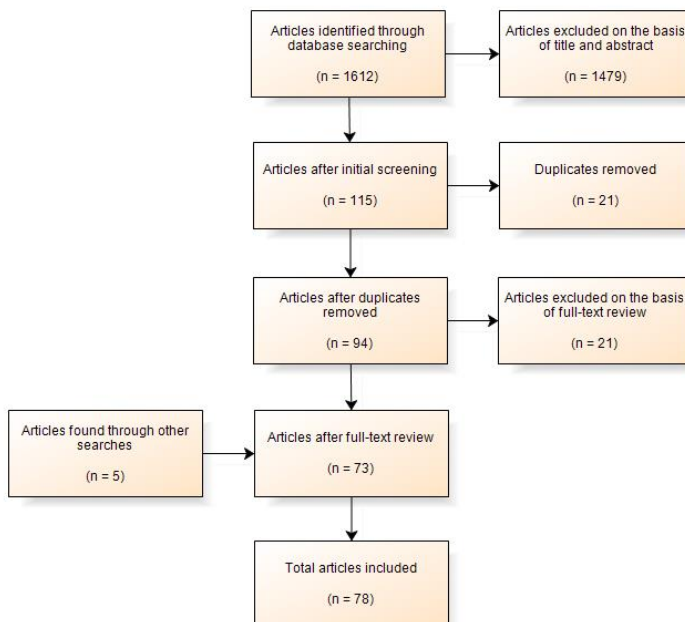 Articles identified through
database searching
(n = 1612)
Articles excluded on the basis
of title and abstract
(n = 1479)
Articles after initial screening
(n = 115)
Duplicates removed
(n = 21)
Articles after duplicates
removed
(n = 94)
Articles excluded on the basis
of full-text review
(n = 21)
Articles found through other
searches
(n = 5)
Articles after full-text review
(n = 73)
Total articles included
(n = 78)